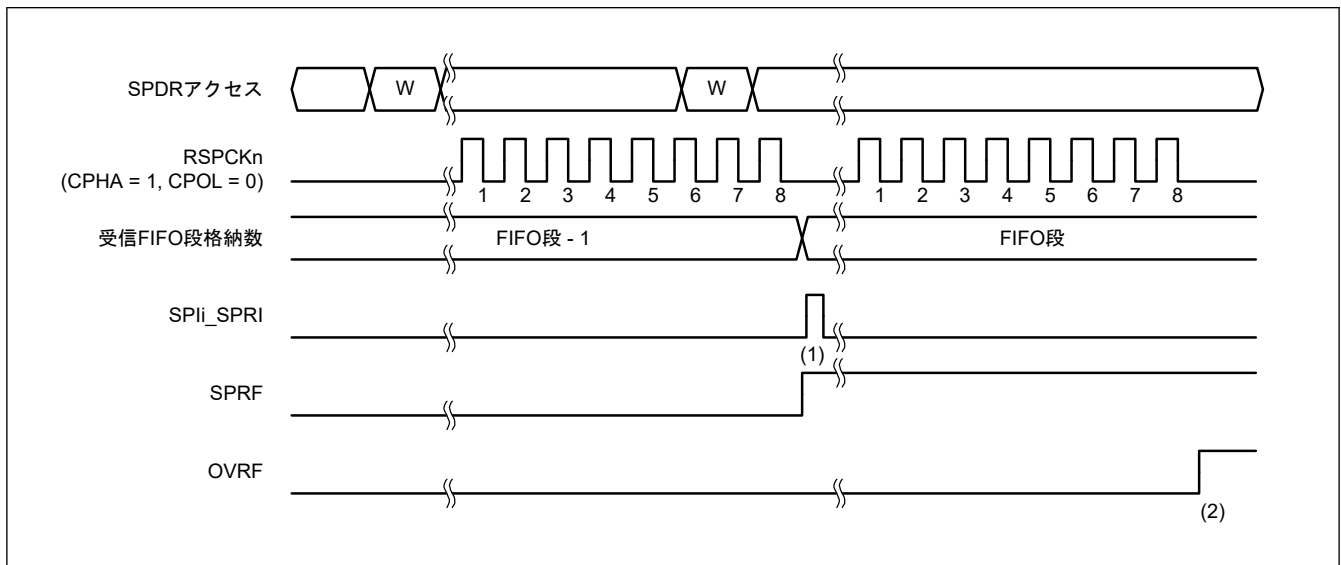 SPDRアクセス
W
W
RSPCKn
(CPHA = 1, CPOL = 0)
1 2 3 4 5 6 7 8
1 2 3 4 5 6 7 8
受信FIFO段格納数
FIFO段 - 1
FIFO段
SPIi_SPRI
(1)
SPRF
OVRF
(2)